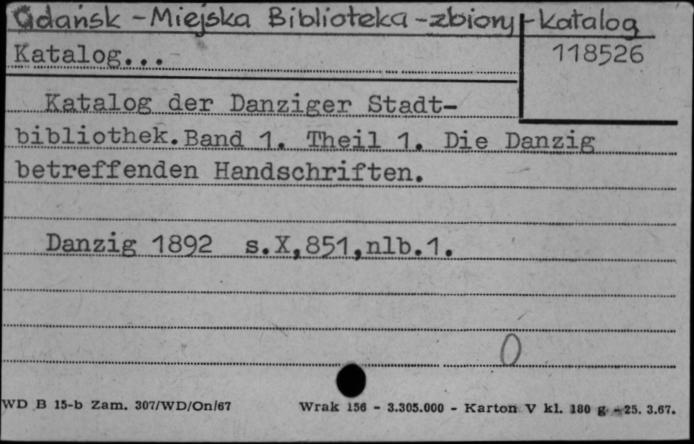 Gdańsk - Miejska Biblioteka - zbiory - katalog
Katalog...
118526
Katalog der Danziger Stadt-
bibliothek. Band 1. Theil 1. Die Danzig
betreffenden Handschriften.
Danzig 1892 s.X,851,nlb.1.
0
WD B 15-b Zam. 307/WD/On/67 Wrak 156 - 3.305.000 - Karton V kl. 180 g - 25. 3.67.